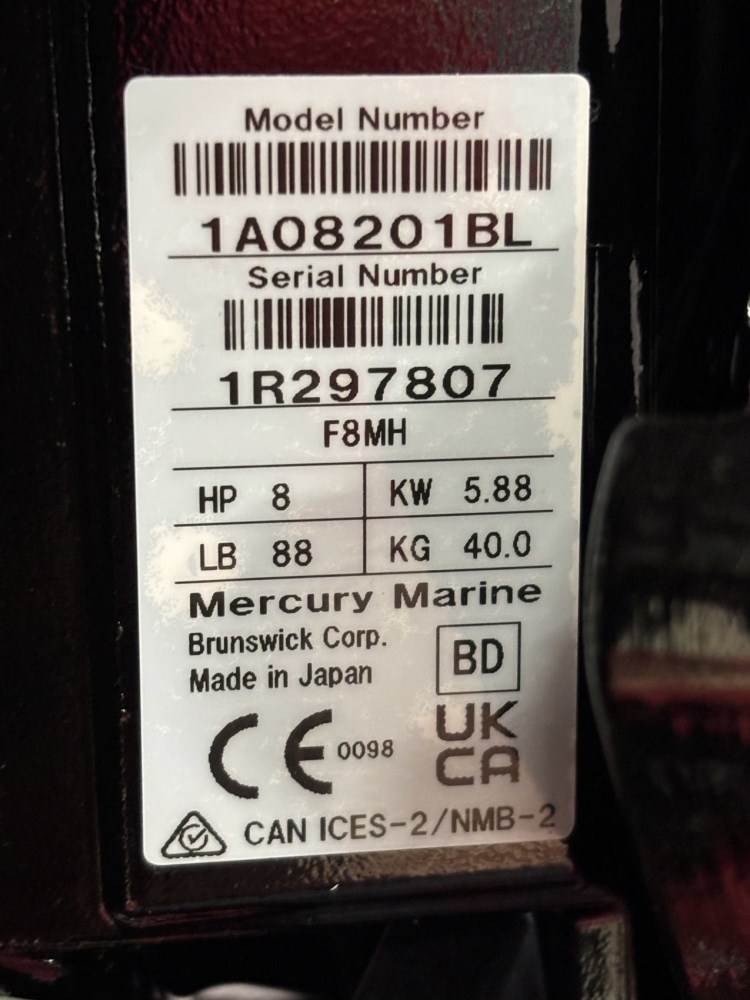 Model Number
1A08201BL
Serial Number
1R297807
F8MH
HP 8 KW 5.88
LB 88 KG 40.0
Mercury Marine
Brunswick Corp.
Made in Japan
BD
CE 0098
UK
CA
CAN ICES-2/NMB-2